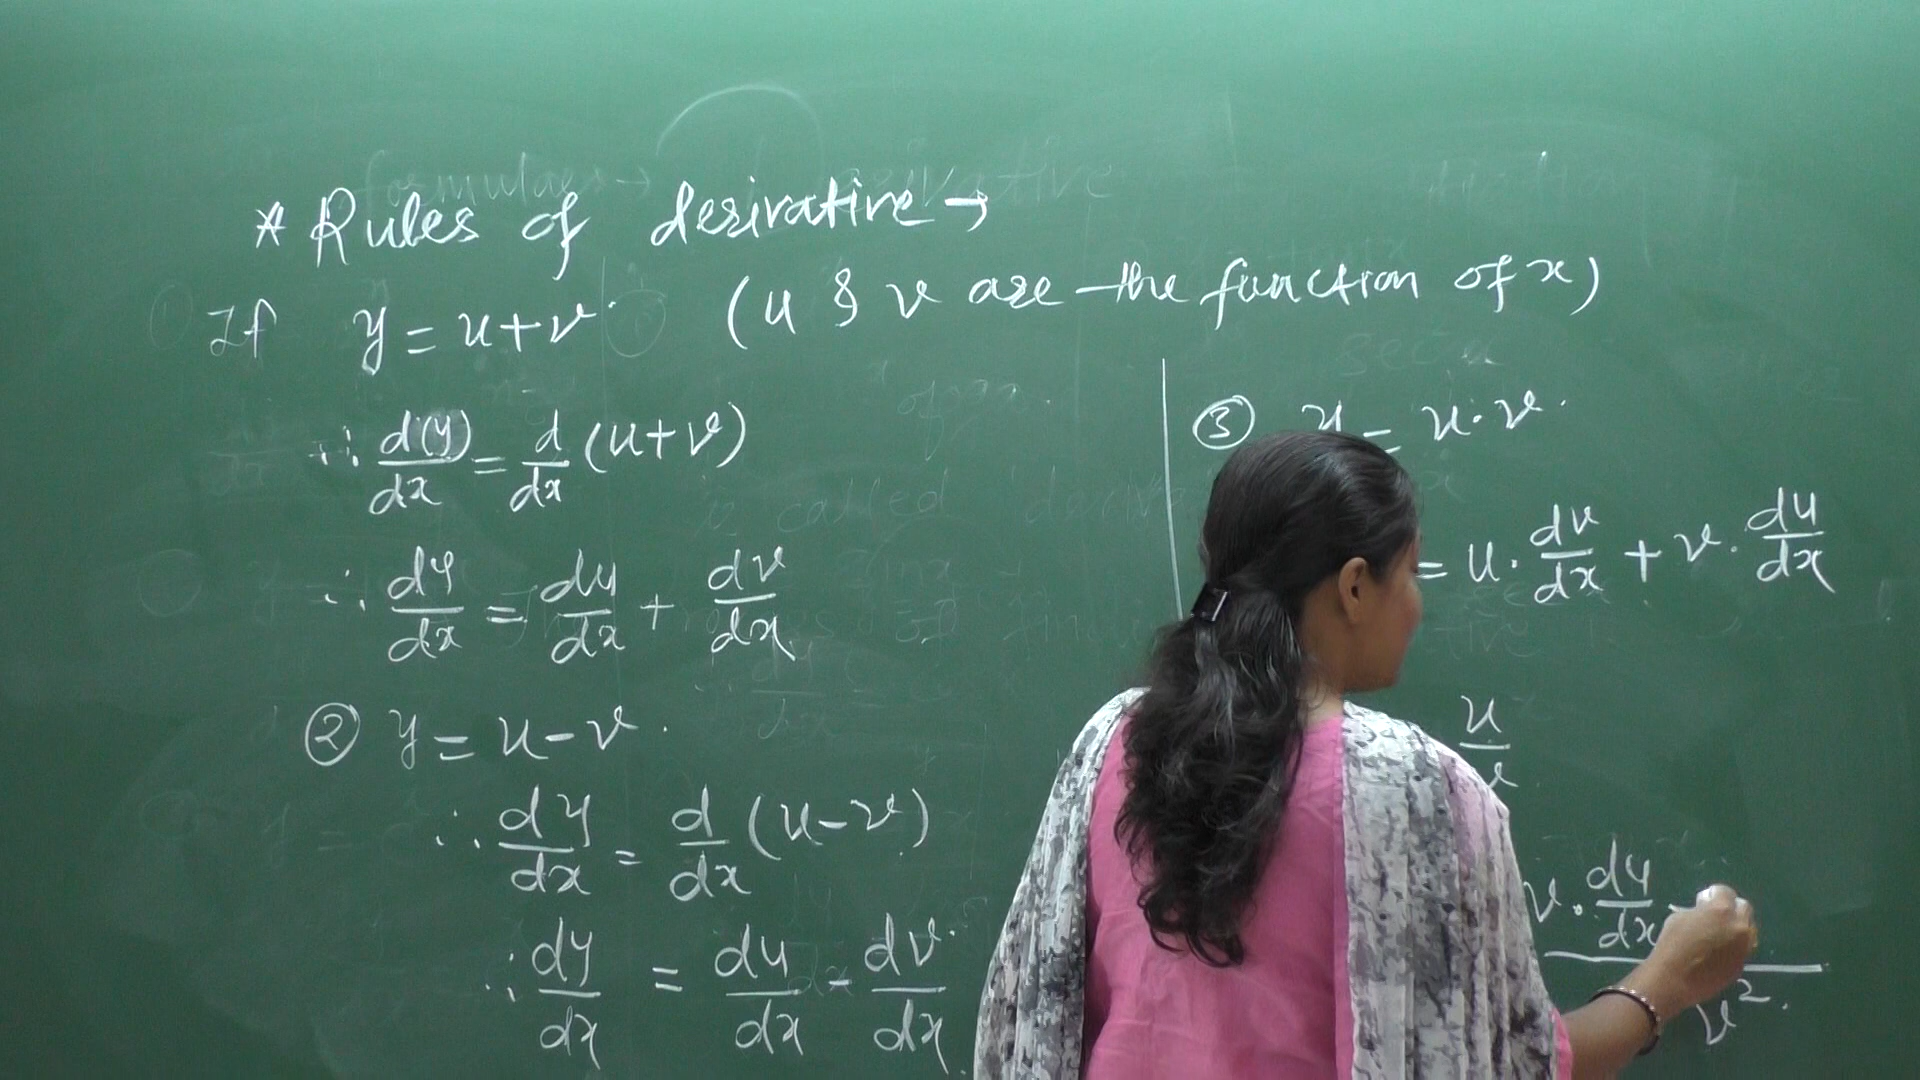 * Rules of derivative →
If y = u + v (u & v are the function of x)
∴ d(y)/dx = d/dx (u + v)
∴ dy/dx = du/dx + dv/dx
② y = u - v.
∴ dy/dx = d/dx (u - v)
∴ dy/dx = du/dx - dv/dx
③ y = u · v.
= u · dv/dx + v · du/dx
u/v
v · du/dx -
v².